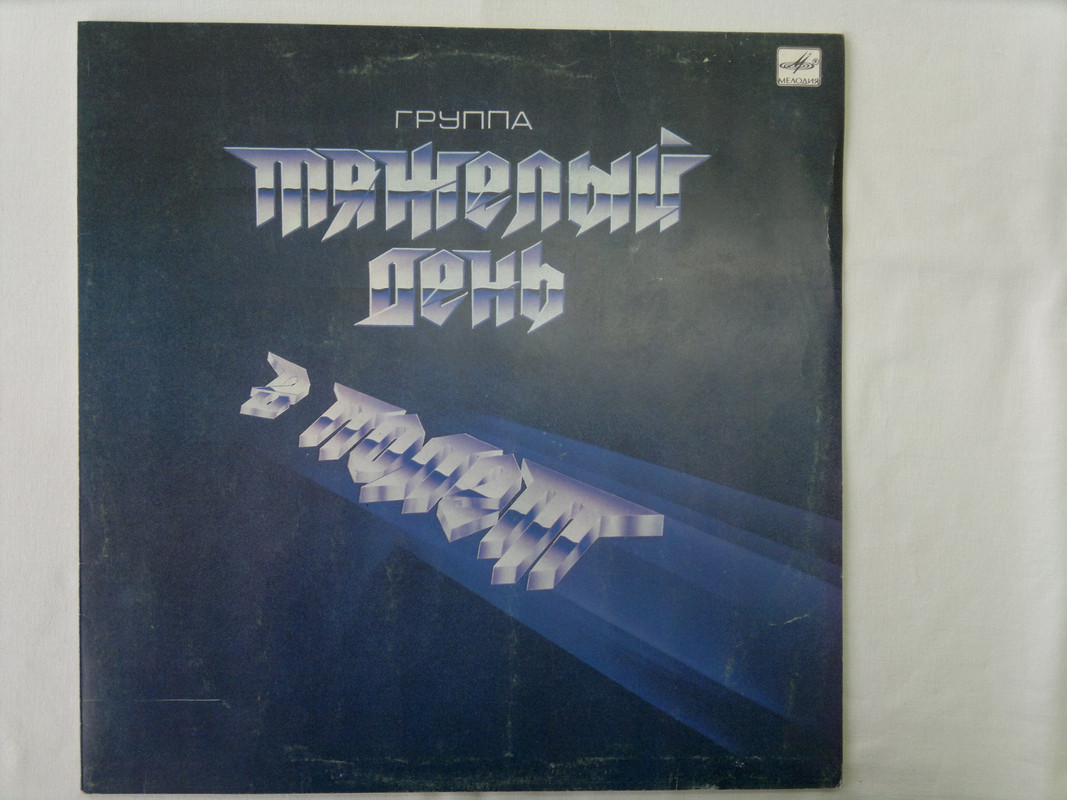 ГРУППА
ТЯЖЕЛЫЙ
ДЕНЬ
В ПОЛЕТ
МЕЛОДИЯ